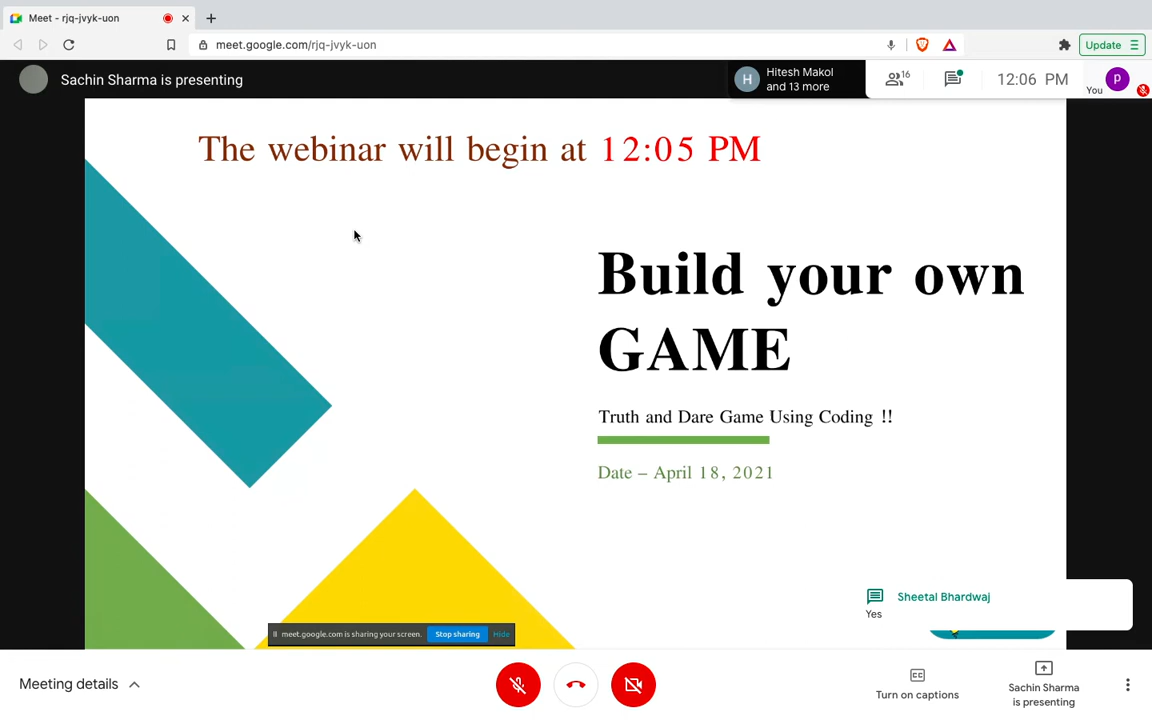 Meet - rjq-jvyk-uon
meet.google.com/rjq-jvyk-uon
Update
Sachin Sharma is presenting
H
Hitesh Makol
and 13 more
16
12:06 PM
You
p
The webinar will begin at 12:05 PM
Build your own
GAME
Truth and Dare Game Using Coding !!
Date – April 18, 2021
Sheetal Bhardwaj
Yes
meet.google.com is sharing your screen.
Stop sharing
Hide
Meeting details
CC
Turn on captions
Sachin Sharma
is presenting